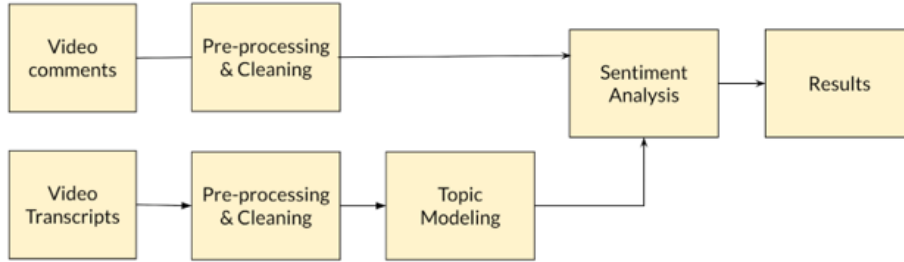 Video
comments
Pre-processing
& Cleaning
Sentiment
Analysis
Results
Video
Transcripts
Pre-processing
& Cleaning
Topic
Modeling